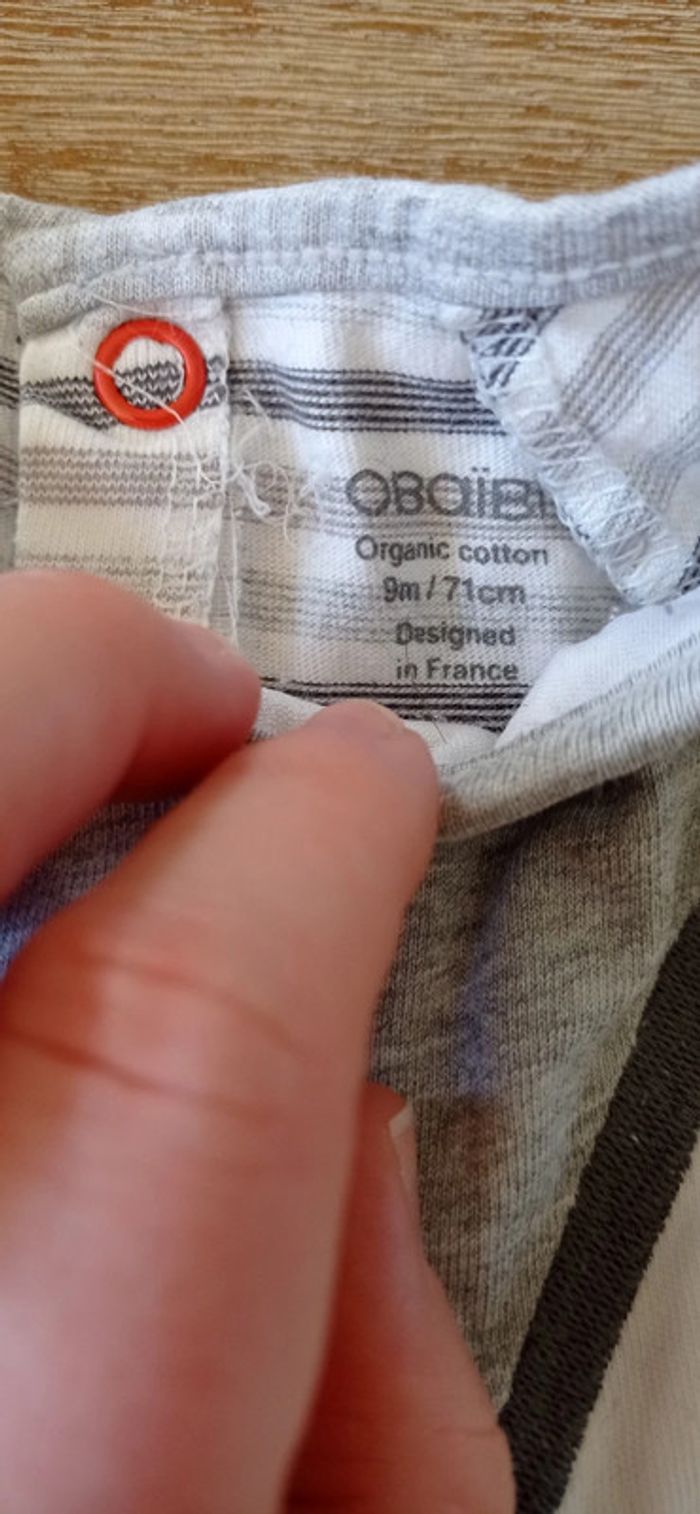 OBaïBI
Organic cotton
9m / 71cm
Designed
in France